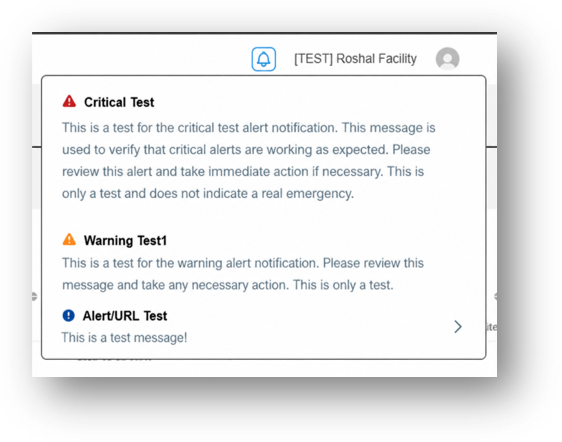 [TEST] Roshal Facility
Critical Test
This is a test for the critical test alert notification. This message is
used to verify that critical alerts are working as expected. Please
review this alert and take immediate action if necessary. This is
only a test and does not indicate a real emergency.
Warning Test1
This is a test for the warning alert notification. Please review this
message and take any necessary action. This is only a test.
Alert/URL Test
This is a test message!